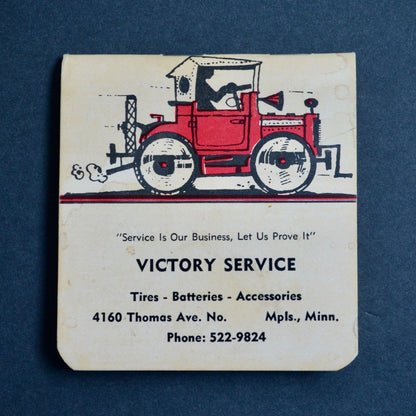 "Service Is Our Business, Let Us Prove It"
VICTORY SERVICE
Tires - Batteries - Accessories
4160 Thomas Ave. No. Mpls., Minn.
Phone: 522-9824